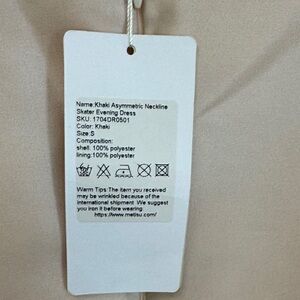 Name:Khaki Asymmetric Neckline
Skater Evening Dress
SKU: 1704DR0501
Color: Khaki
Size:S
Composition:
shell: 100% polyester
lining:100% polyester
Warm Tips:The item you received
may be wrinkled because of the
international shipment. We suggest
you iron it before wearing.
https://www.metisu.com/